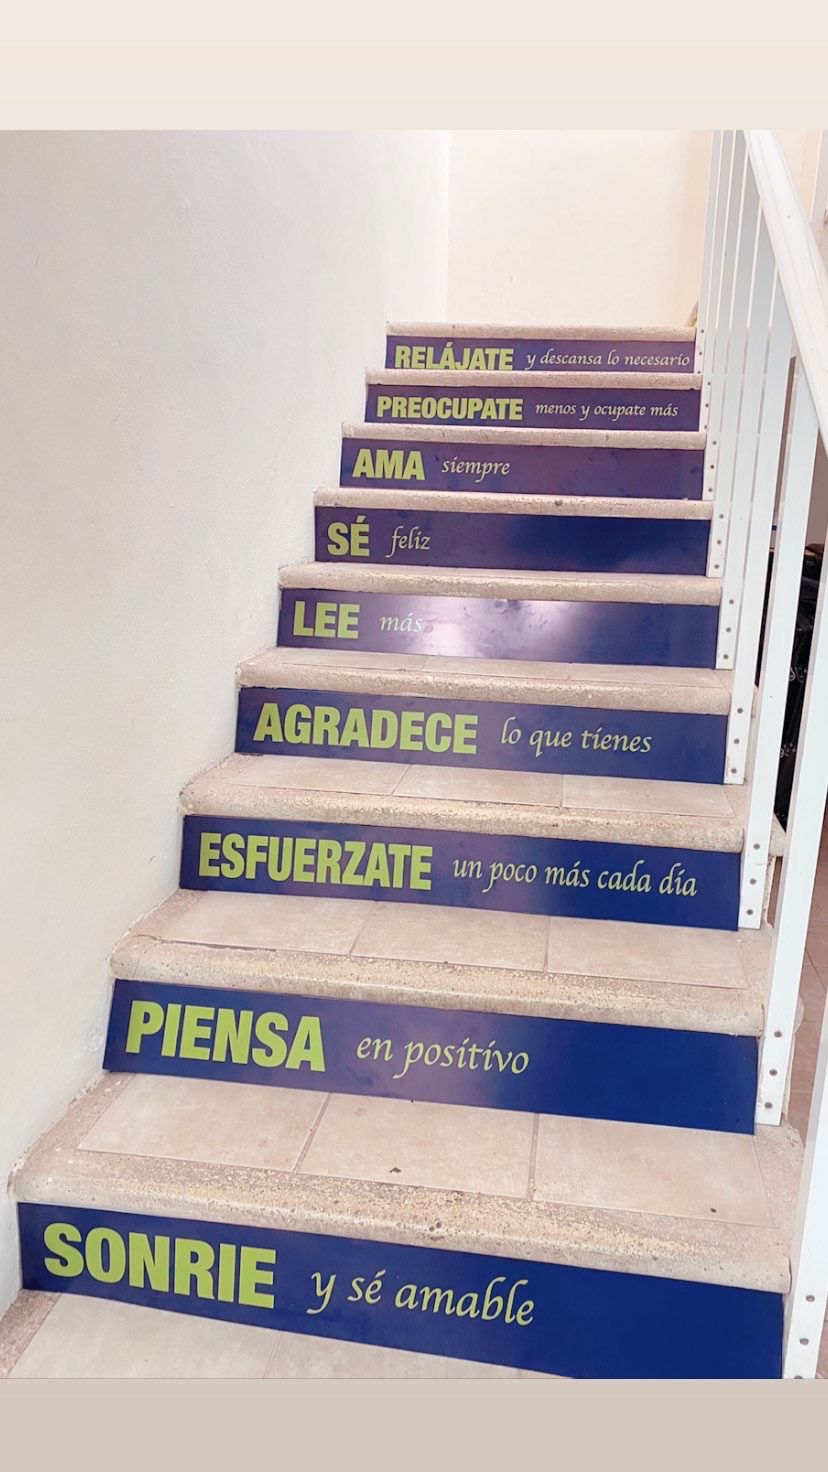 RELÁJATE y descansa lo necesario
PREOCUPATE menos y ocupate más
AMA siempre
SÉ feliz
LEE más
AGRADECE lo que tienes
ESFUERZATE un poco más cada día
PIENSA en positivo
SONRIE y sé amable